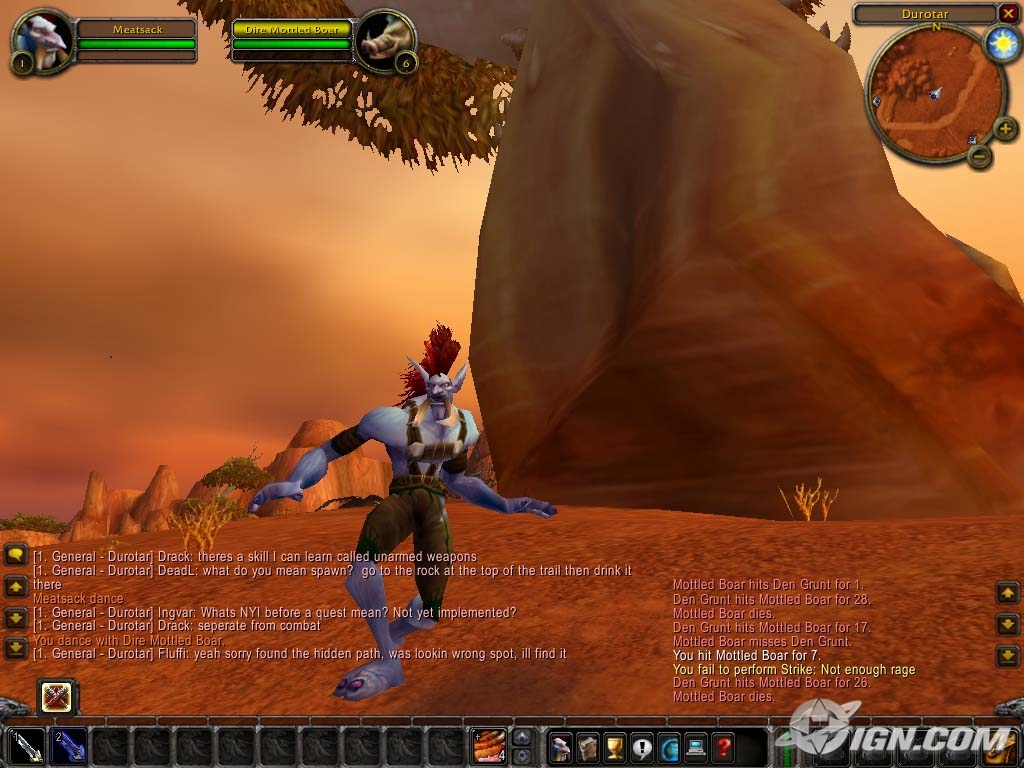 Meatsack
1
Dire Mottled Boar
6
Durotar
N
[1. General - Durotar] Drack: theres a skill I can learn called unarmed weapons
[1. General - Durotar] DeadL: what do you mean spawn? go to the rock at the top of the trail then drink it
there
Meatsack dance
[1. General - Durotar] Ingvar: Whats NYI before a quest mean? Not yet implemented?
[1. General - Durotar] Drack: seperate from combat
You dance with Dire Mottled Boar
[1. General - Durotar] Fluffi: yeah sorry found the hidden path, was lookin wrong spot, ill find it
Mottled Boar hits Den Grunt for 1.
Den Grunt hits Mottled Boar for 28.
Mottled Boar dies.
Den Grunt hits Mottled Boar for 17.
Mottled Boar misses Den Grunt.
You hit Mottled Boar for 7.
You fail to perform Strike: Not enough rage
Den Grunt hits Mottled Boar for 26.
Mottled Boar dies.
1
2
+
4
IGN.COM